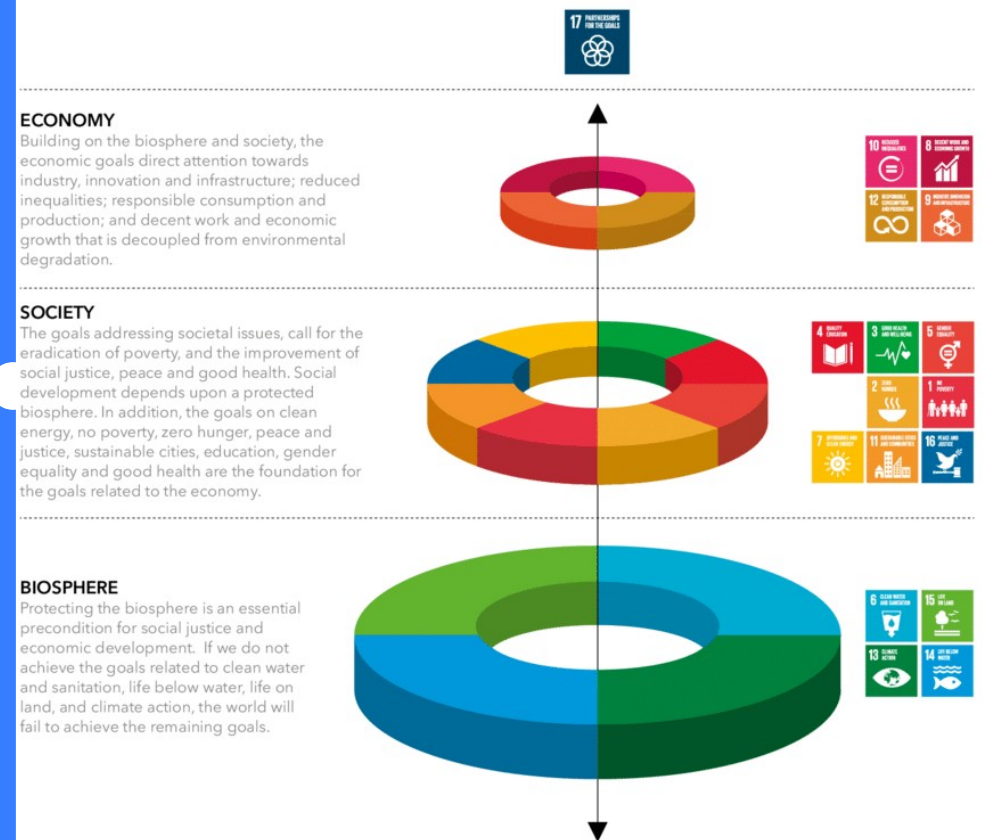 17 PARTNERSHIPS
FOR THE GOALS
ECONOMY
Building on the biosphere and society, the
economic goals direct attention towards
industry, innovation and infrastructure; reduced
inequalities; responsible consumption and
production; and decent work and economic
growth that is decoupled from environmental
degradation.
10 REDUCED
INEQUALITIES
8 DECENT WORK AND
ECONOMIC GROWTH
12 RESPONSIBLE
CONSUMPTION
AND PRODUCTION
9 INDUSTRY, INNOVATION
AND INFRASTRUCTURE
SOCIETY
The goals addressing societal issues, call for the
eradication of poverty, and the improvement of
social justice, peace and good health. Social
development depends upon a protected
biosphere. In addition, the goals on clean
energy, no poverty, zero hunger, peace and
justice, sustainable cities, education, gender
equality and good health are the foundation for
the goals related to the economy.
4 QUALITY
EDUCATION
3 GOOD HEALTH
AND WELL-BEING
5 GENDER
EQUALITY
2 ZERO
HUNGER
1 NO
POVERTY
7 AFFORDABLE AND
CLEAN ENERGY
11 SUSTAINABLE CITIES
AND COMMUNITIES
16 PEACE AND
JUSTICE
BIOSPHERE
Protecting the biosphere is an essential
precondition for social justice and
economic development. If we do not
achieve the goals related to clean water
and sanitation, life below water, life on
land, and climate action, the world will
fail to achieve the remaining goals.
6 CLEAN WATER
AND SANITATION
15 LIFE
ON LAND
13 CLIMATE
ACTION
14 LIFE BELOW
WATER